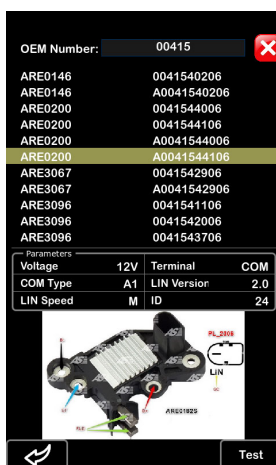 OEM Number: 00415
ARE0146 0041540206
ARE0146 A0041540206
ARE0200 0041544006
ARE0200 0041544106
ARE0200 A0041544006
ARE0200 A0041544106
ARE3067 0041542906
ARE3067 A0041542906
ARE3096 0041541106
ARE3096 0041542006
ARE3096 0041543706
Parameters
Voltage 12V Terminal COM
COM Type A1 LIN Version 2.0
LIN Speed M ID 24
PL_2008
LIN
ARE0182S
Test